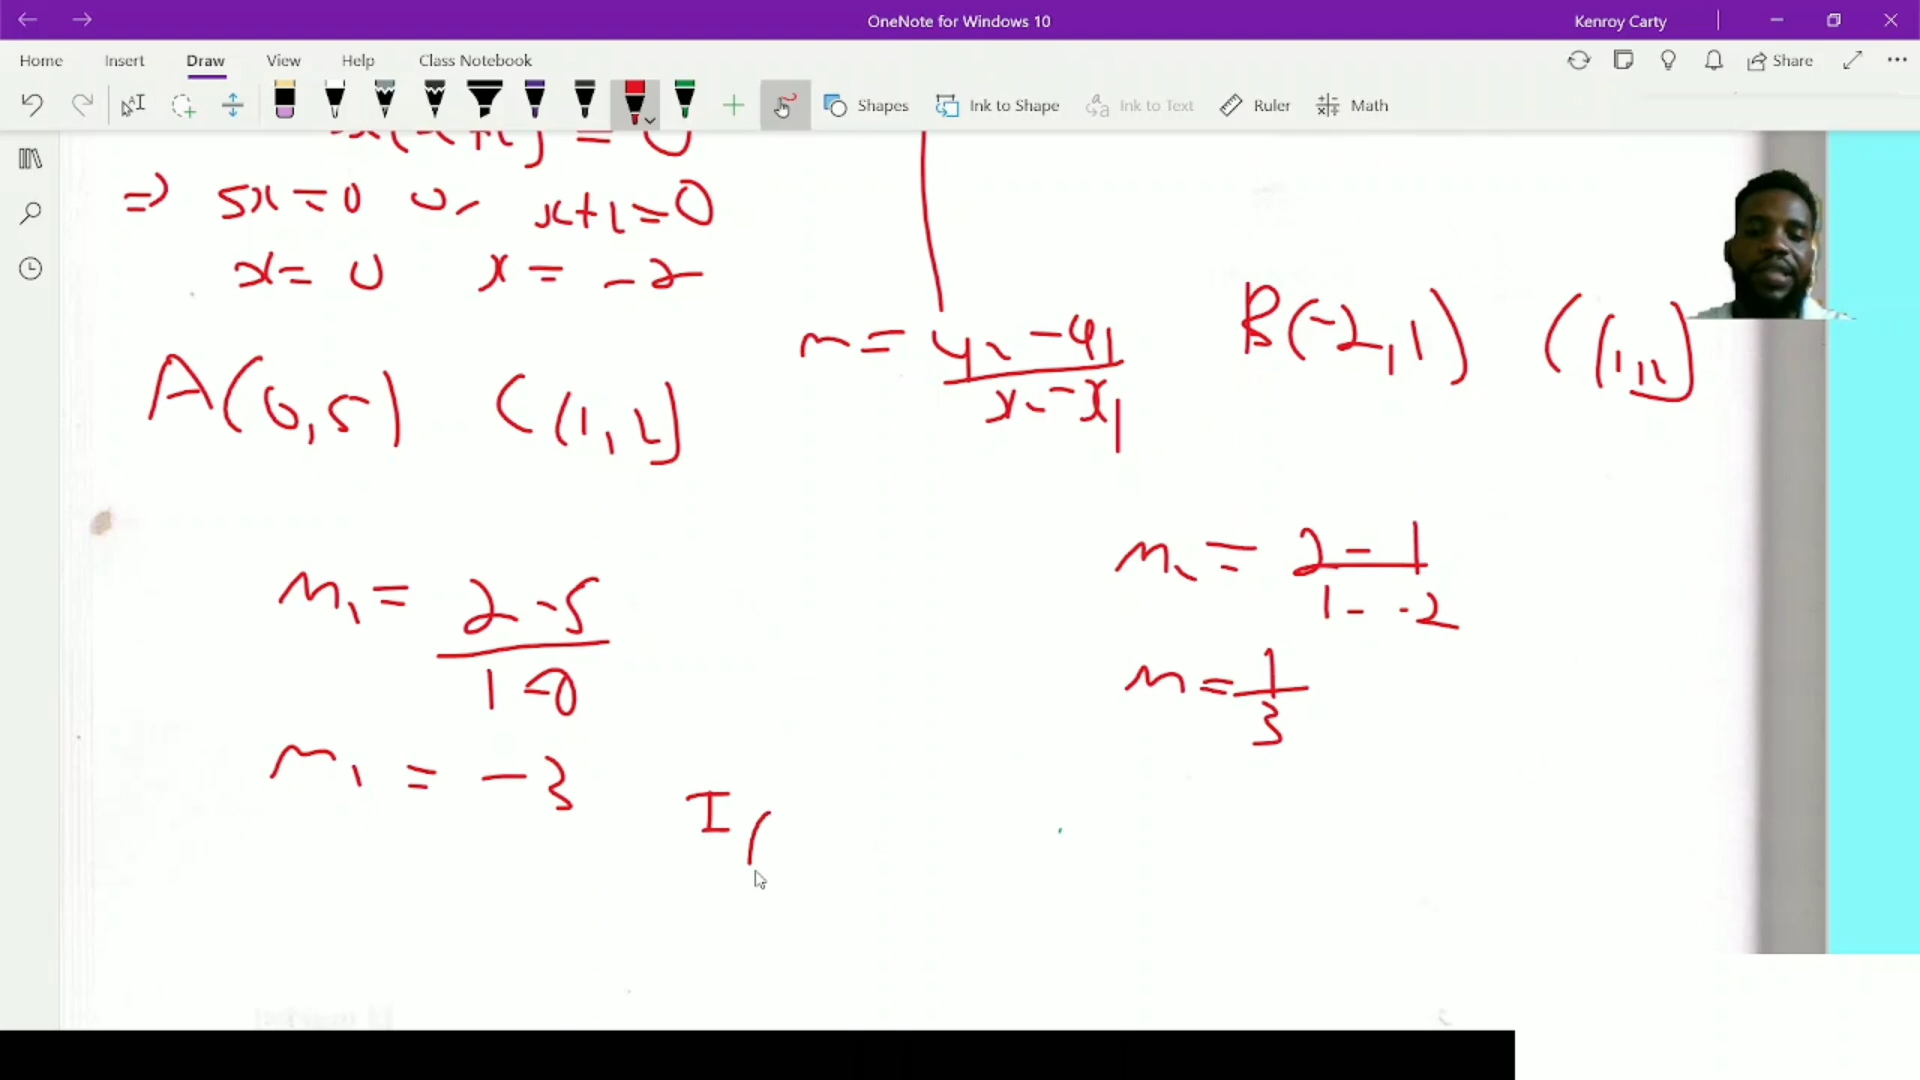 OneNote for Windows 10
Kenroy Carty
Home Insert Draw View Help Class Notebook
Share
Shapes Ink to Shape Ink to Text Ruler Math
⇒ 5x = 0 or x+2 = 0
x = 0 x = -2
m = y2 - y1 / x2 - x1
B(-2,1) C(1,2)
A(0,5) C(1,2)
m2 = 2 - 1 / 1 - -2
m1 = 2 - 5 / 1 - 0
m = 1/3
m1 = -3
I(